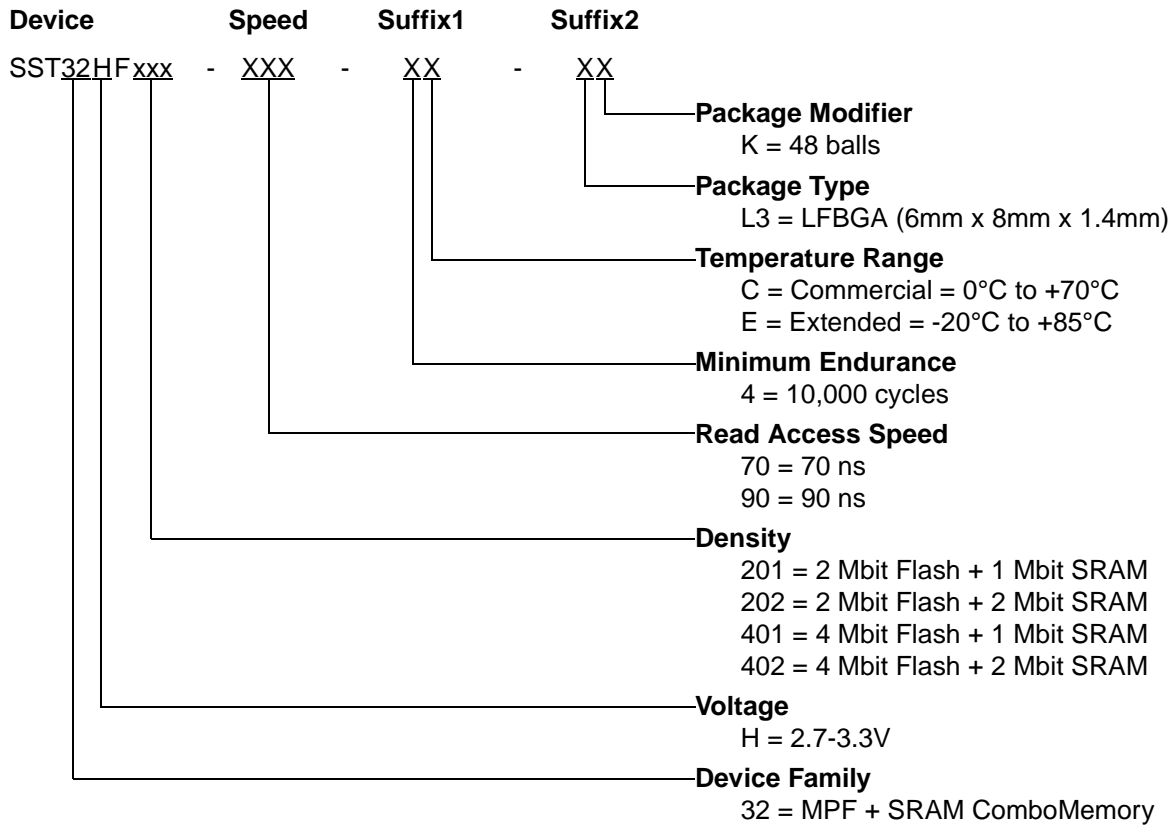 Device Speed Suffix1 Suffix2
SST32HFxxx - XXX - XX - XX
Package Modifier
K = 48 balls
Package Type
L3 = LFBGA (6mm x 8mm x 1.4mm)
Temperature Range
C = Commercial = 0°C to +70°C
E = Extended = -20°C to +85°C
Minimum Endurance
4 = 10,000 cycles
Read Access Speed
70 = 70 ns
90 = 90 ns
Density
201 = 2 Mbit Flash + 1 Mbit SRAM
202 = 2 Mbit Flash + 2 Mbit SRAM
401 = 4 Mbit Flash + 1 Mbit SRAM
402 = 4 Mbit Flash + 2 Mbit SRAM
Voltage
H = 2.7-3.3V
Device Family
32 = MPF + SRAM ComboMemory